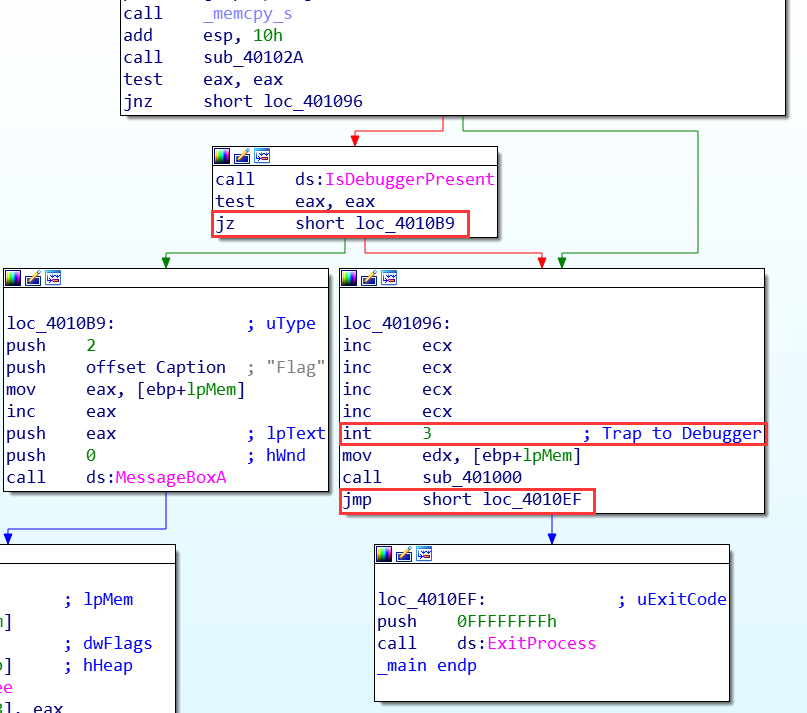 call _memcpy_s
add esp, 10h
call sub_40102A
test eax, eax
jnz short loc_401096
call ds:IsDebuggerPresent
test eax, eax
jz short loc_4010B9
loc_4010B9: ; uType
push 2
push offset Caption ; "Flag"
mov eax, [ebp+lpMem]
inc eax
push eax ; lpText
push 0 ; hWnd
call ds:MessageBoxA
loc_401096:
inc ecx
inc ecx
inc ecx
inc ecx
int 3 ; Trap to Debugger
mov edx, [ebp+lpMem]
call sub_401000
jmp short loc_4010EF
; lpMem
]
; dwFlags
] ; hHeap
ee
], eax
loc_4010EF: ; uExitCode
push 0FFFFFFFFh
call ds:ExitProcess
_main endp